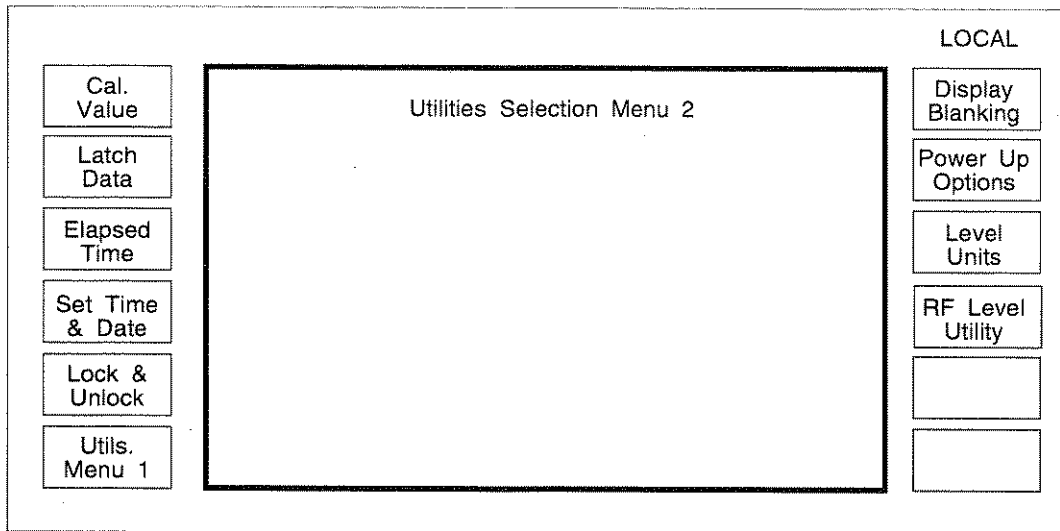 LOCAL
Cal.
Value
Latch
Data
Elapsed
Time
Set Time
& Date
Lock &
Unlock
Utils.
Menu 1
Utilities Selection Menu 2
Display
Blanking
Power Up
Options
Level
Units
RF Level
Utility